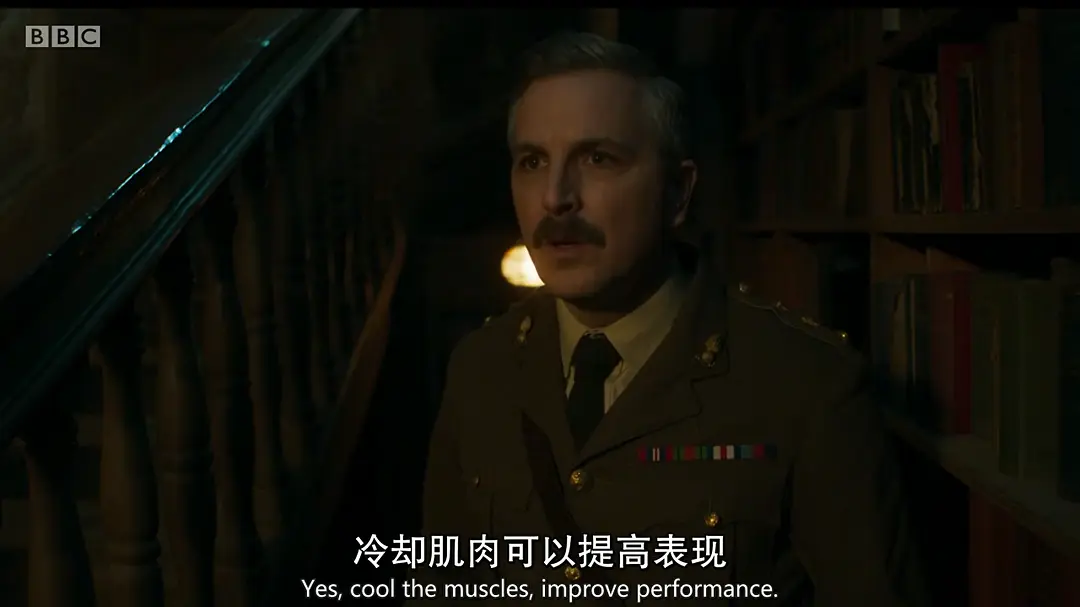 BBC
冷却肌肉可以提高表现
Yes, cool the muscles, improve performance.